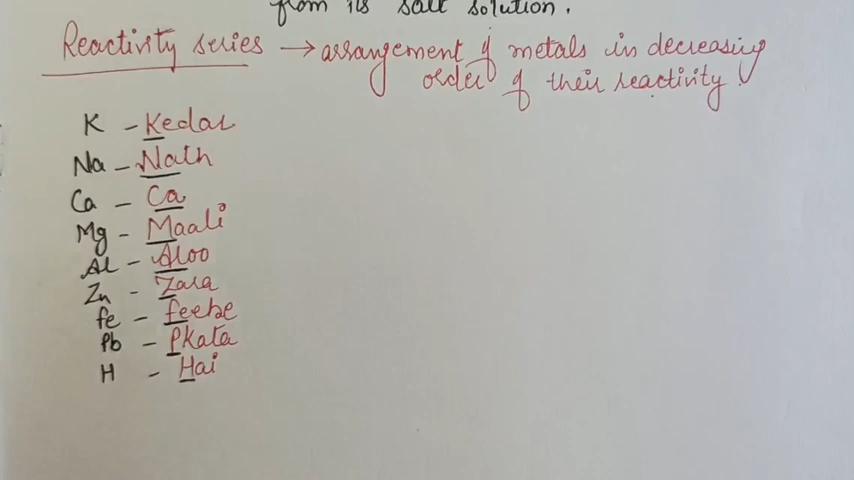 from its salt solution.
Reactivity series → arrangement of metals in decreasing
order of their reactivity.
K - Kedar
Na - Nath
Ca - Ca
Mg - Maali
Al - Aloo
Zn - Zara
Fe - feeke
Pb - Pkata
H - Hai